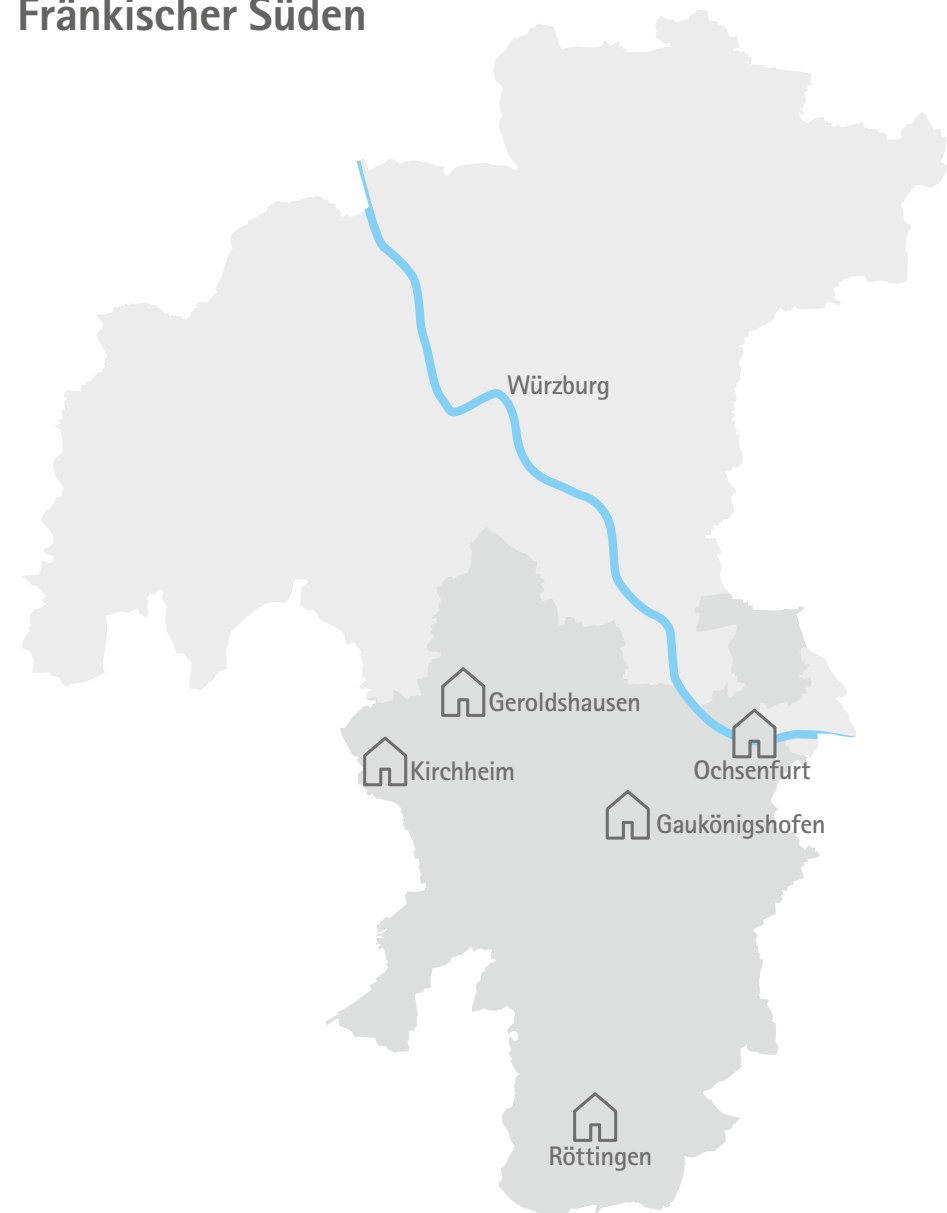 Fränkischer Süden
Würzburg
Geroldshausen
Kirchheim
Ochsenfurt
Gaukönigshofen
Röttingen